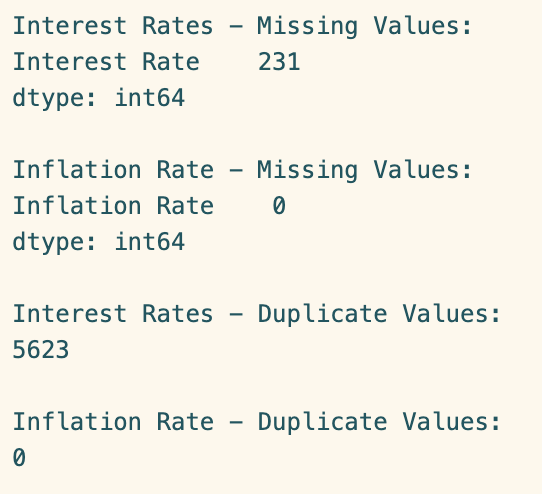 Interest Rates - Missing Values:
Interest Rate    231
dtype: int64

Inflation Rate - Missing Values:
Inflation Rate    0
dtype: int64

Interest Rates - Duplicate Values:
5623

Inflation Rate - Duplicate Values:
0